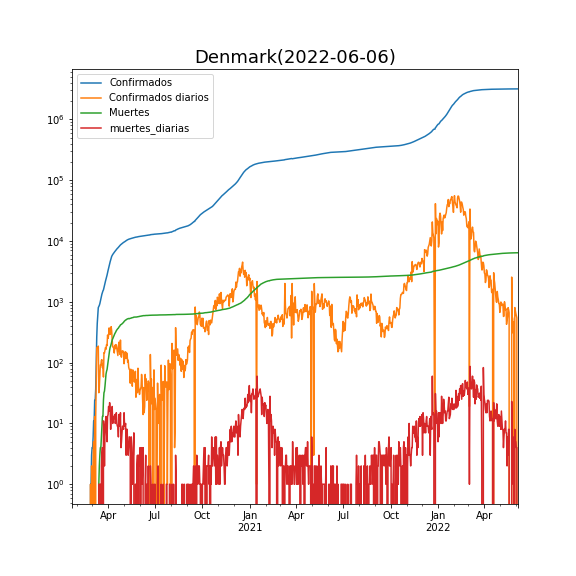 Denmark(2022-06-06)
Confirmados
Confirmados diarios
Muertes
muertes_diarias
10^6
10^5
10^4
10^3
10^2
10^1
10^0
Apr Jul Oct Jan Apr Jul Oct Jan Apr
2021 2022